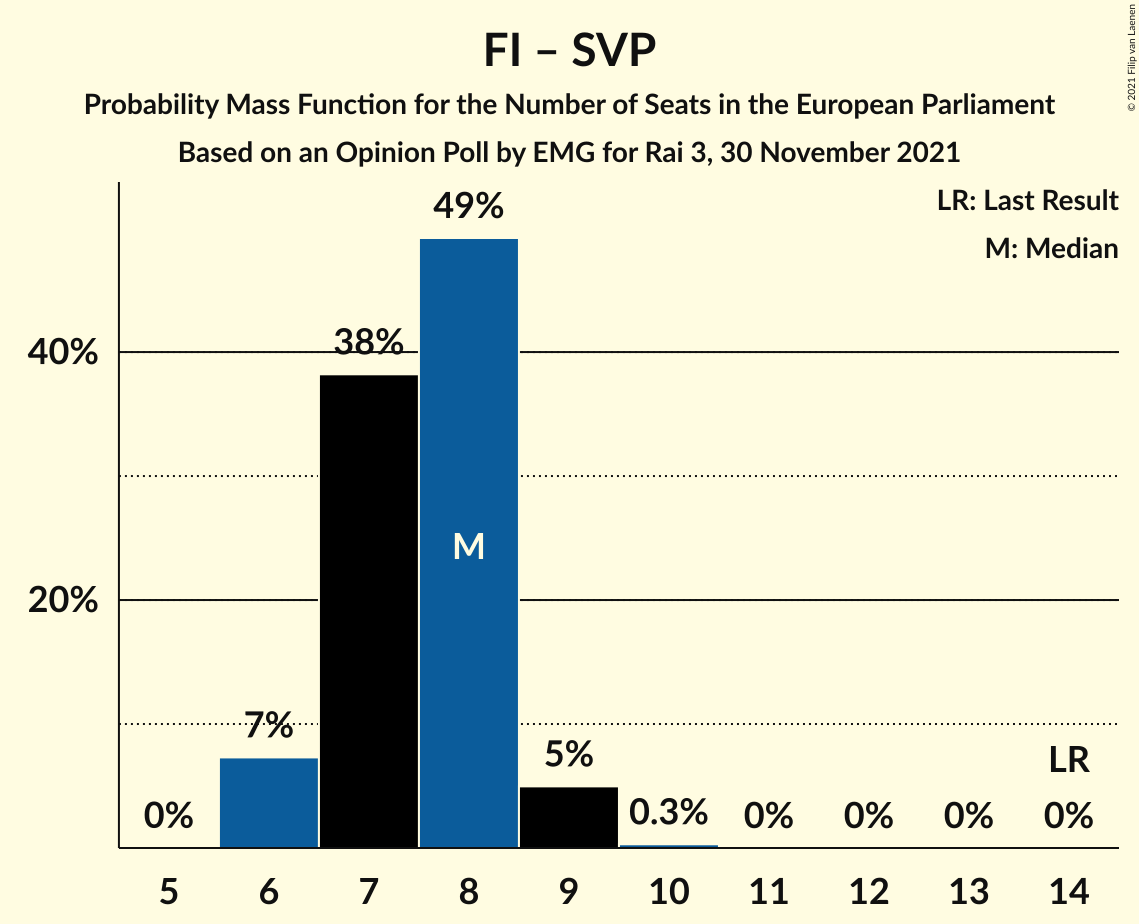 FI – SVP
Probability Mass Function for the Number of Seats in the European Parliament
Based on an Opinion Poll by EMG for Rai 3, 30 November 2021
© 2021 Filip van Laenen
LR: Last Result
M: Median
49%
38%
40%
M
20%
7%
5%
LR
0%
0.3%
0%
0%
0%
0%
5 6 7 8 9 10 11 12 13 14